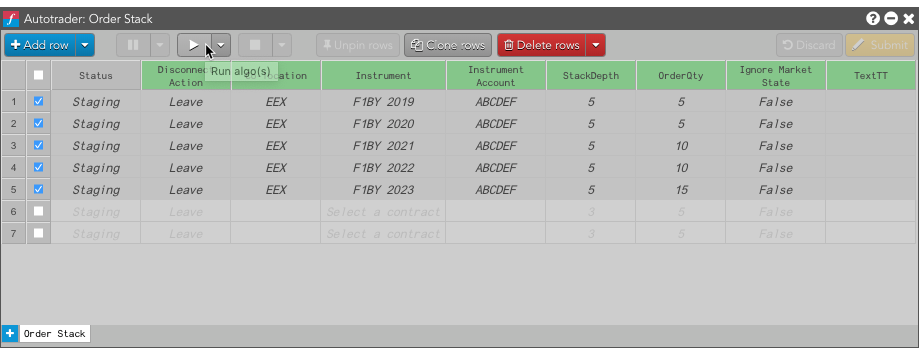 Autotrader: Order Stack
+ Add row Unpin rows Clone rows Delete rows Discard Submit
Run algo(s)
Status Disconnec Action cation Instrument Instrument Account StackDepth OrderQty Ignore Market State TextTT
1 Staging Leave EEX F1BY 2019 ABCDEF 5 5 False
2 Staging Leave EEX F1BY 2020 ABCDEF 5 5 False
3 Staging Leave EEX F1BY 2021 ABCDEF 5 10 False
4 Staging Leave EEX F1BY 2022 ABCDEF 5 10 False
5 Staging Leave EEX F1BY 2023 ABCDEF 5 15 False
6 Staging Leave Select a contract 3 5 False
7 Staging Leave Select a contract 3 5 False
+ Order Stack